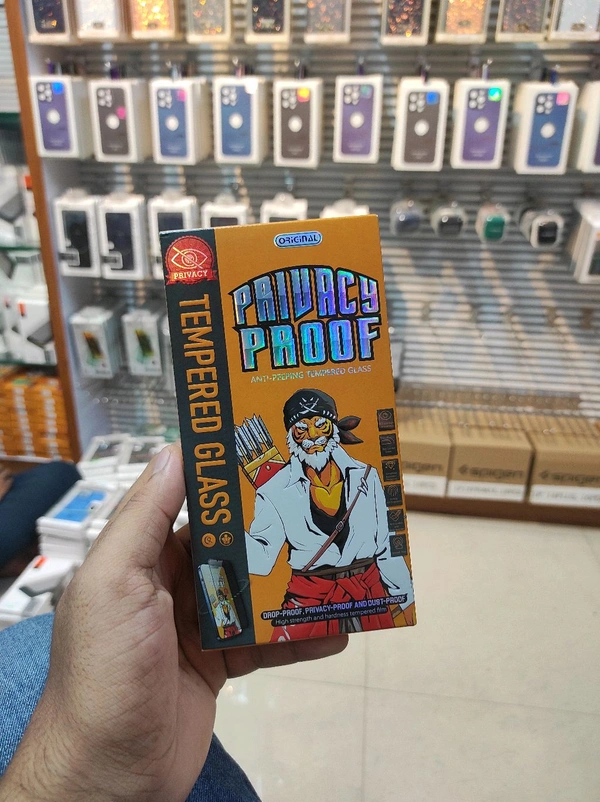 ORIGINAL
PRIVACY
PRIVACY
PROOF
ANTI-PEEPING TEMPERED GLASS
TEMPERED GLASS
DROP-PROOF, PRIVACY-PROOF AND DUST-PROOF
High strength and hardness tempered film
spigen
spigen
spigen